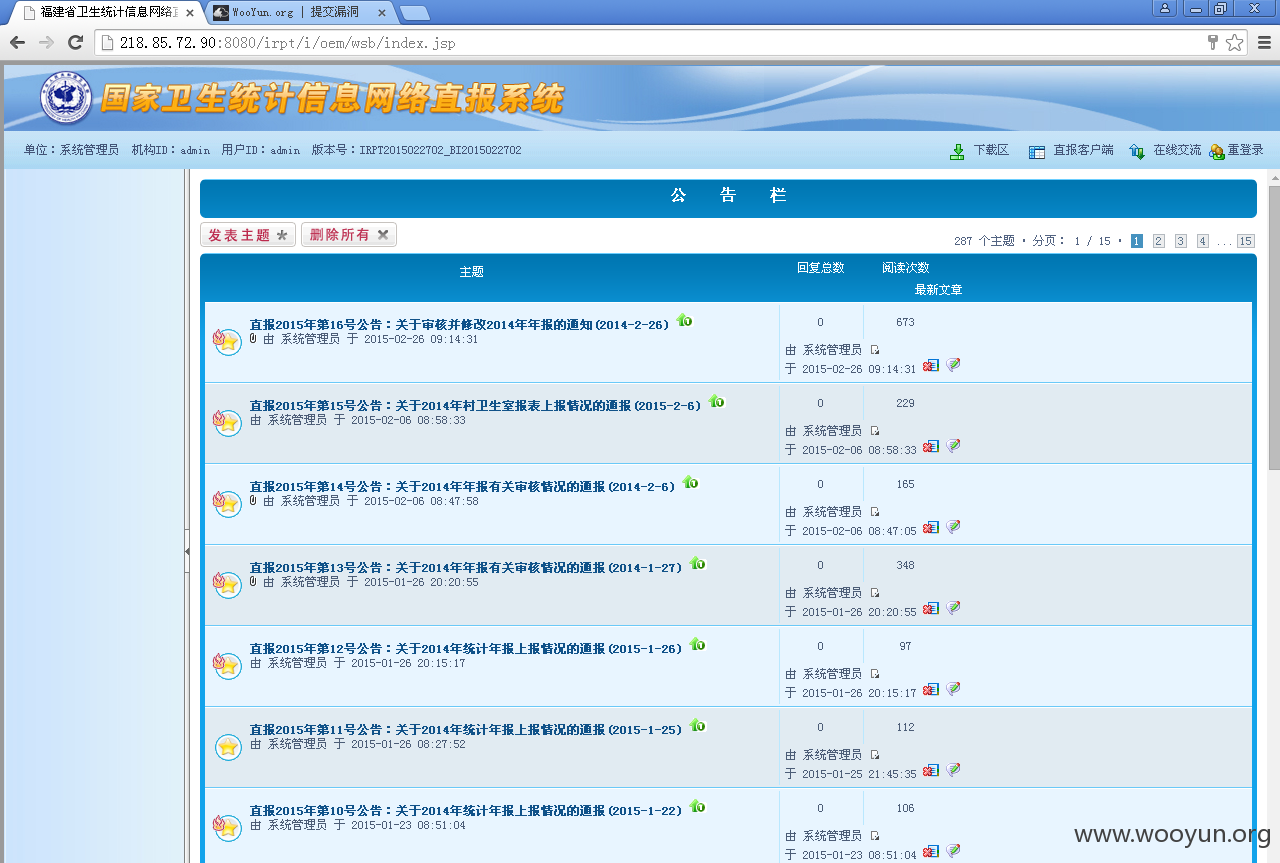 福建省卫生统计信息网络直
WooYun.org | 提交漏洞
218.85.72.90:8080/irpt/i/oem/wsb/index.jsp
国家卫生统计信息网络直报系统
单位：系统管理员 机构ID：admin 用户ID：admin 版本号：IRPT2015022702_BI2015022702
下载区 直报客户端 在线交流 重登录
公 告 栏
发表主题 删除所有
287 个主题 • 分页： 1 / 15 • 1 2 3 4 ... 15
主题 回复总数 阅读次数
最新文章
直报2015年第16号公告：关于审核并修改2014年年报的通知(2014-2-26)
0 673
由 系统管理员 于 2015-02-26 09:14:31
由 系统管理员
于 2015-02-26 09:14:31
直报2015年第15号公告：关于2014年村卫生室报表上报情况的通报(2015-2-6)
0 229
由 系统管理员 于 2015-02-06 08:58:33
由 系统管理员
于 2015-02-06 08:58:33
直报2015年第14号公告：关于2014年年报有关审核情况的通报(2014-2-6)
0 165
由 系统管理员 于 2015-02-06 08:47:58
由 系统管理员
于 2015-02-06 08:47:05
直报2015年第13号公告：关于2014年年报有关审核情况的通报(2014-1-27)
0 348
由 系统管理员 于 2015-01-26 20:20:55
由 系统管理员
于 2015-01-26 20:20:55
直报2015年第12号公告：关于2014年统计年报上报情况的通报(2015-1-26)
0 97
由 系统管理员 于 2015-01-26 20:15:17
由 系统管理员
于 2015-01-26 20:15:17
直报2015年第11号公告：关于2014年统计年报上报情况的通报(2015-1-25)
0 112
由 系统管理员 于 2015-01-26 08:27:52
由 系统管理员
于 2015-01-25 21:45:35
直报2015年第10号公告：关于2014年统计年报上报情况的通报(2015-1-22)
0 106
由 系统管理员 于 2015-01-23 08:51:04
由 系统管理员
于 2015-01-23 08:51:04
www.wooyun.org